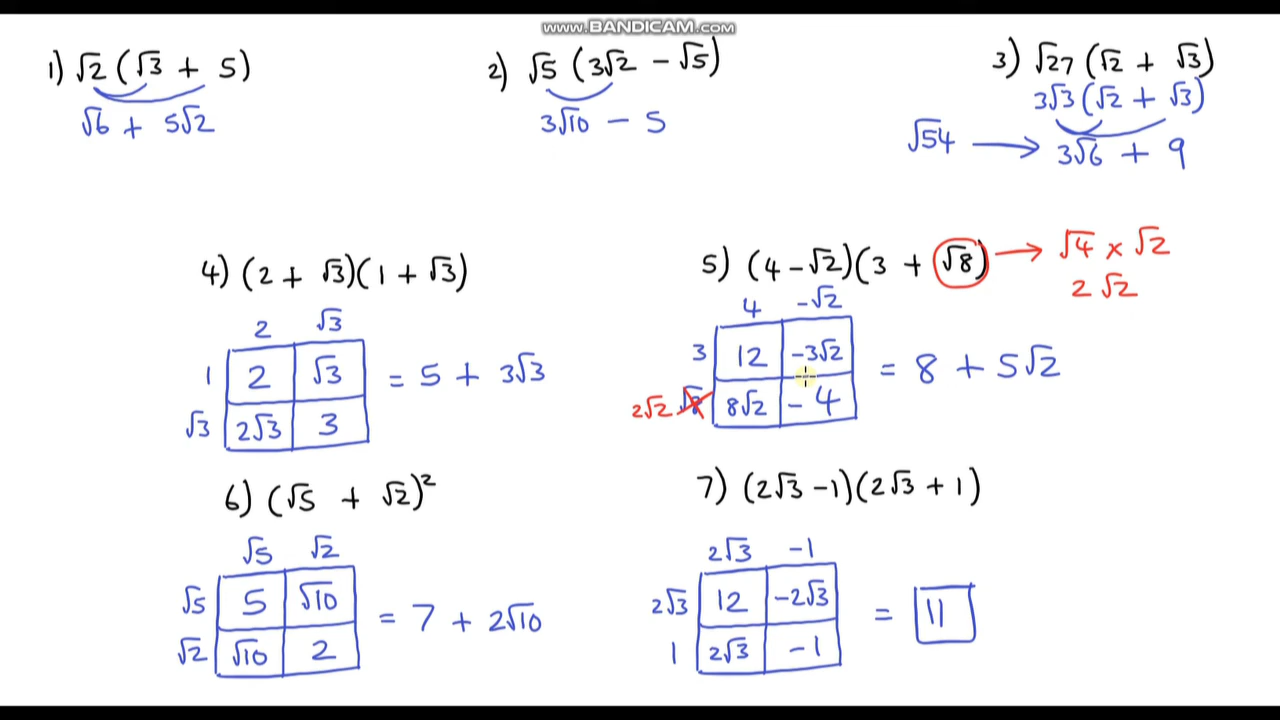 www.BANDICAM.com
1) √2 (√3 + 5)
√6 + 5√2
2) √5 (3√2 - √5)
3√10 - 5
3) √27 (√2 + √3)
3√3 (√2 + √3)
√54 → 3√6 + 9
4) (2 + √3)(1 + √3)
2 √3
1 2 √3
√3 2√3 3
= 5 + 3√3
5) (4 - √2)(3 + √8) → √4 × √2
2√2
4 -√2
3 12 -3√2
2√2 √8 8√2 -4
= 8 + 5√2
6) (√5 + √2)²
√5 √2
√5 5 √10
√2 √10 2
= 7 + 2√10
7) (2√3 - 1)(2√3 + 1)
2√3 -1
2√3 12 -2√3
1 2√3 -1
= 11